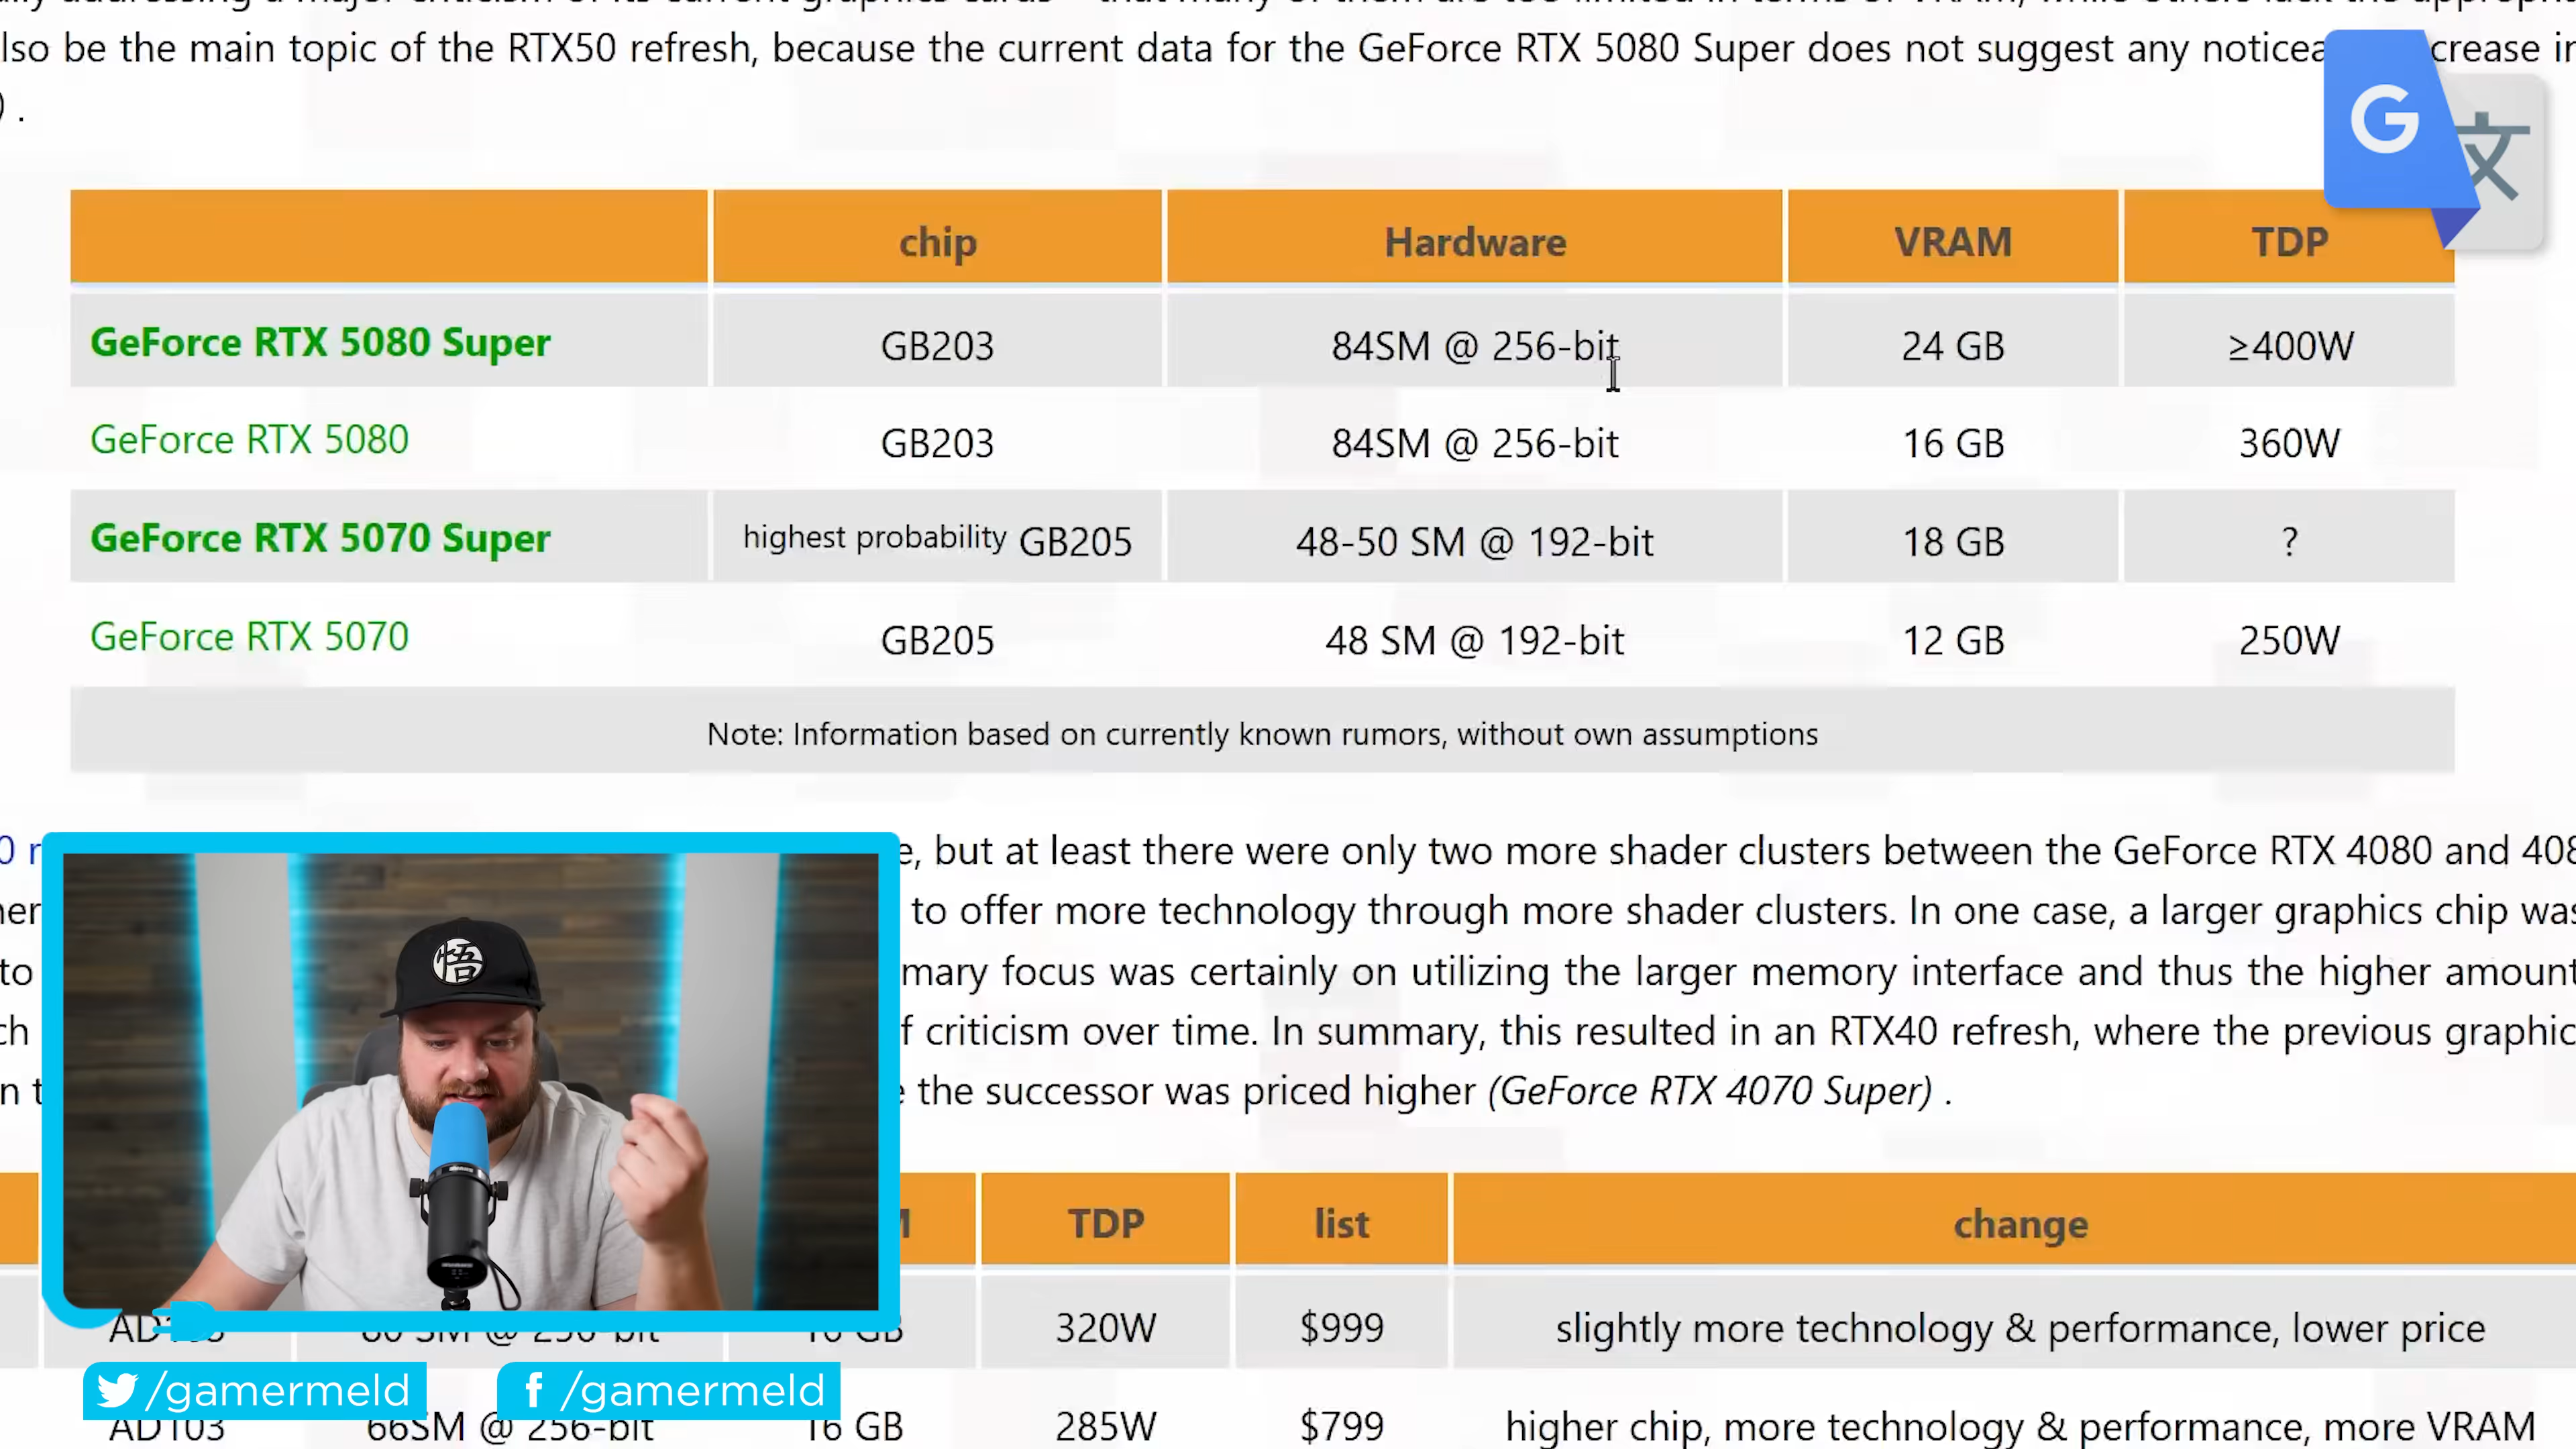 lso be the main topic of the RTX50 refresh, because the current data for the GeForce RTX 5080 Super does not suggest any noticea crease in
) .
G 文
chip Hardware VRAM TDP
GeForce RTX 5080 Super GB203 84SM @ 256-bit 24 GB ≥400W
GeForce RTX 5080 GB203 84SM @ 256-bit 16 GB 360W
GeForce RTX 5070 Super highest probability GB205 48-50 SM @ 192-bit 18 GB ?
GeForce RTX 5070 GB205 48 SM @ 192-bit 12 GB 250W
Note: Information based on currently known rumors, without own assumptions
0 r e, but at least there were only two more shader clusters between the GeForce RTX 4080 and 408
ner to offer more technology through more shader clusters. In one case, a larger graphics chip was
to mary focus was certainly on utilizing the larger memory interface and thus the higher amount
ch f criticism over time. In summary, this resulted in an RTX40 refresh, where the previous graphic
n t e the successor was priced higher (GeForce RTX 4070 Super) .
悟
TDP list change
320W $999 slightly more technology & performance, lower price
/gamermeld f /gamermeld
AD103 66SM @ 256-bit 16 GB 285W $799 higher chip, more technology & performance, more VRAM